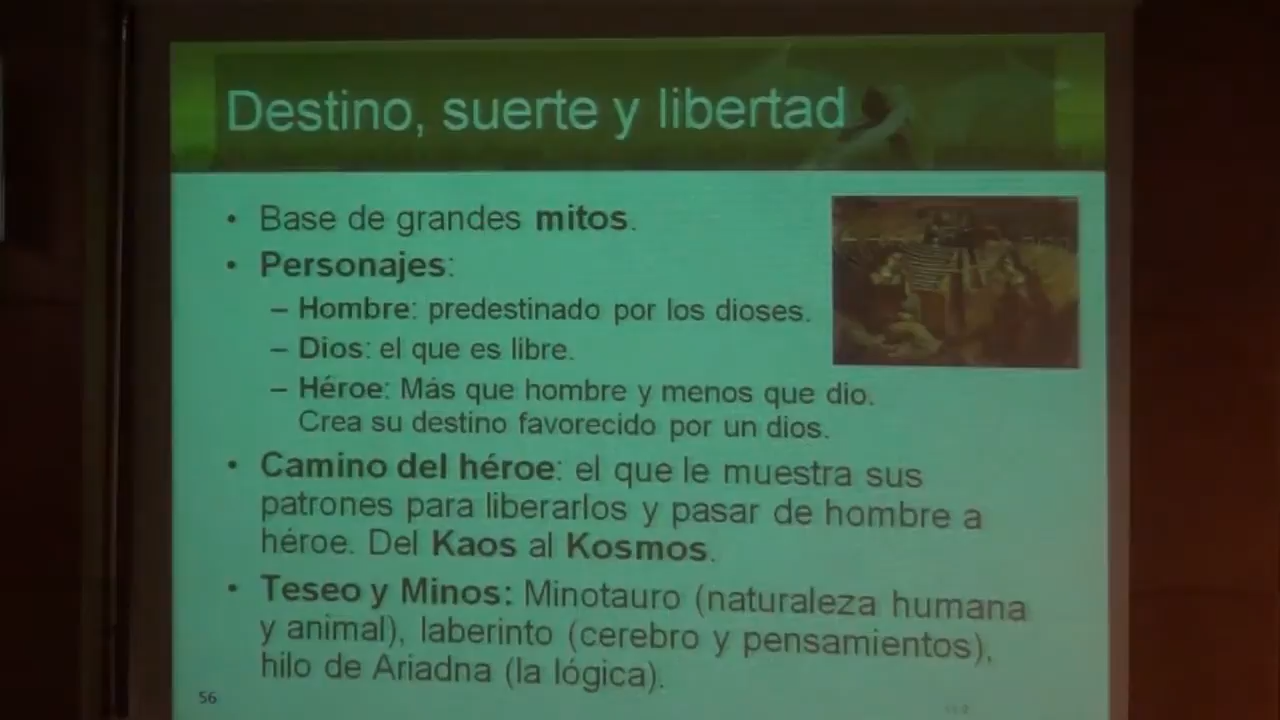 Destino, suerte y libertad
• Base de grandes mitos.
• Personajes:
– Hombre: predestinado por los dioses.
– Dios: el que es libre.
– Héroe: Más que hombre y menos que dio.
Crea su destino favorecido por un dios.
• Camino del héroe: el que le muestra sus
patrones para liberarlos y pasar de hombre a
héroe. Del Kaos al Kosmos.
• Teseo y Minos: Minotauro (naturaleza humana
y animal), laberinto (cerebro y pensamientos),
hilo de Ariadna (la lógica).
56